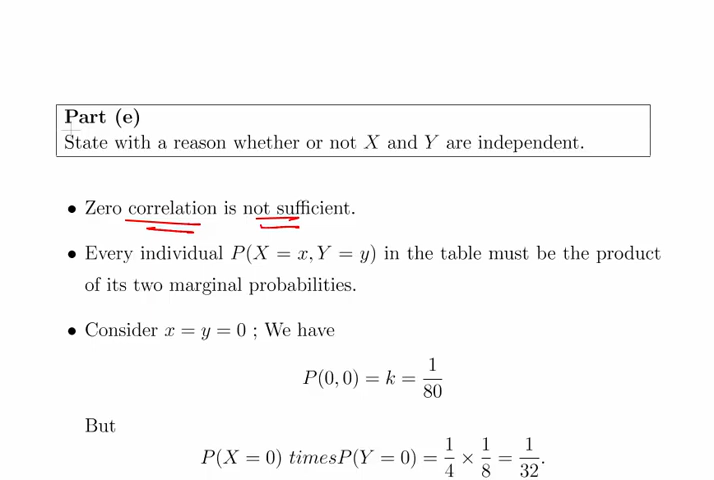 Part (e)
State with a reason whether or not X and Y are independent.
• Zero correlation is not sufficient.
• Every individual P(X = x, Y = y) in the table must be the product
of its two marginal probabilities.
• Consider x = y = 0 ; We have
P(0, 0) = k = 1/80
But
P(X = 0) timesP(Y = 0) = 1/4 × 1/8 = 1/32.